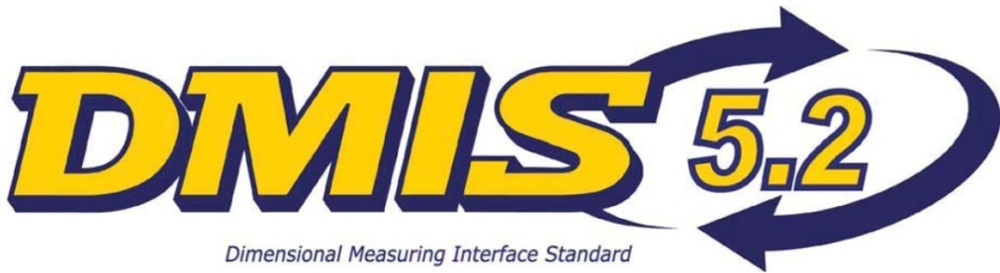 DMIS 5.2
Dimensional Measuring Interface Standard